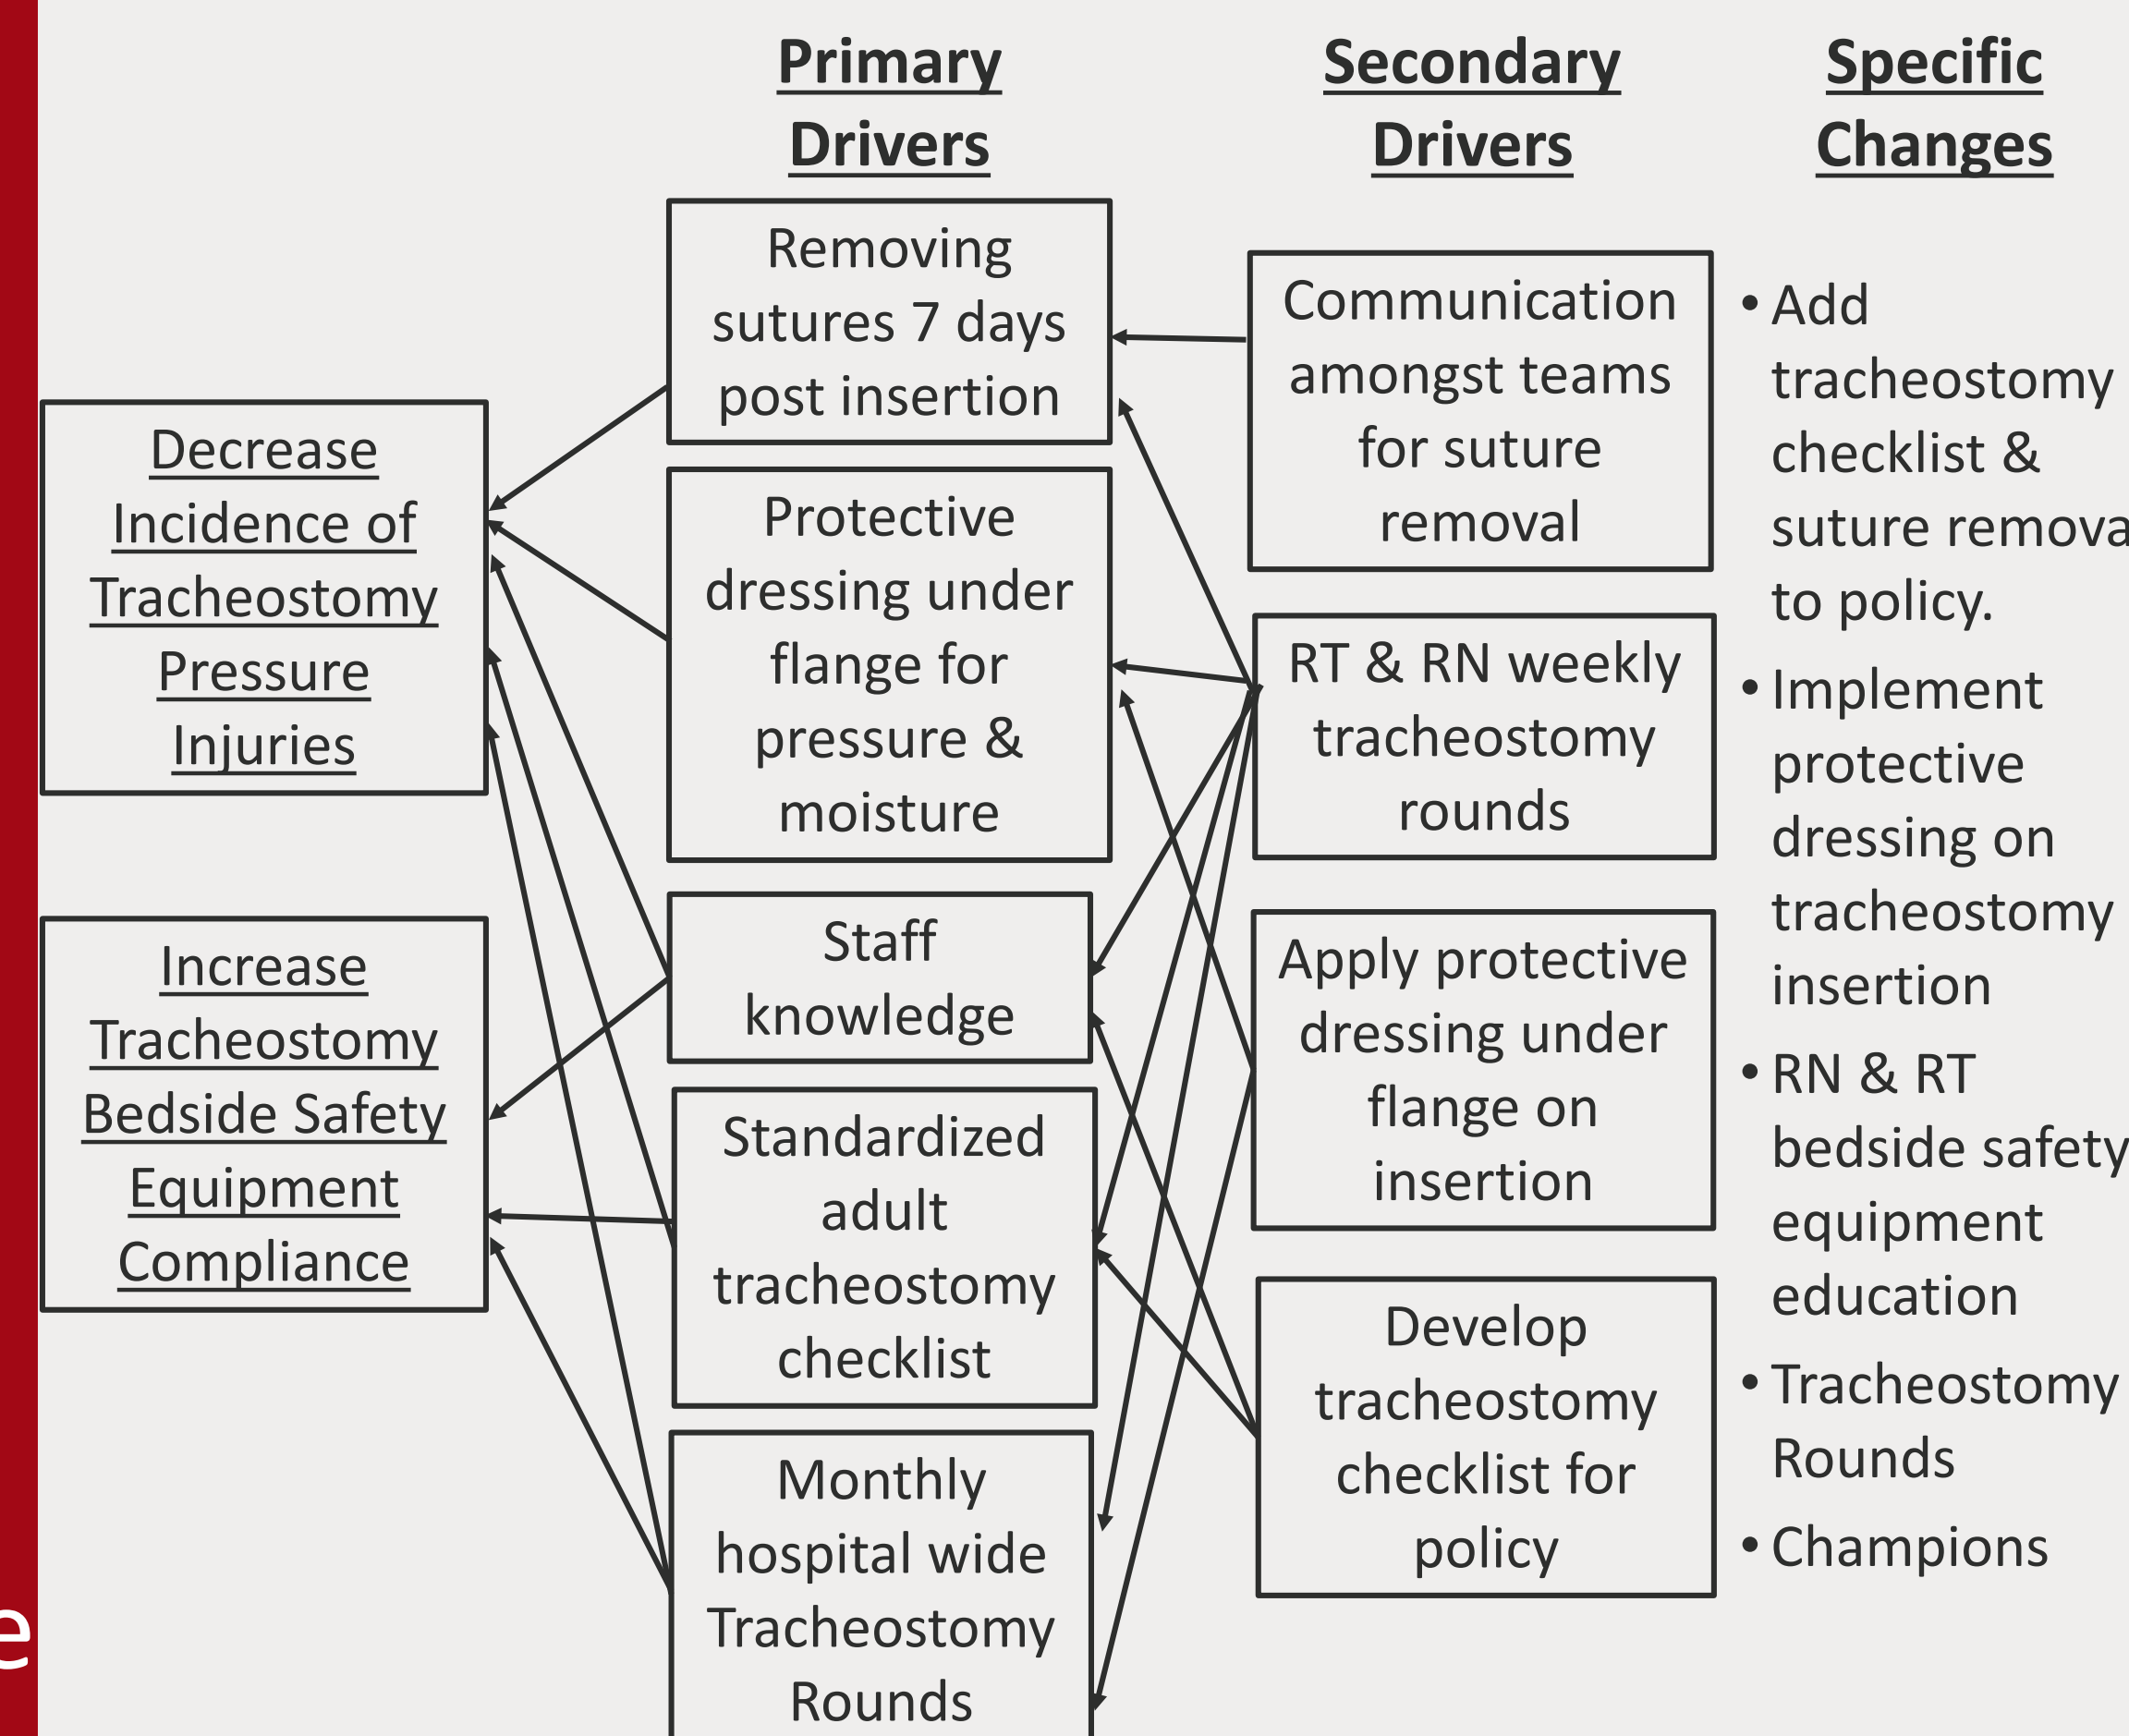 Primary
Drivers
Secondary
Drivers
Specific
Changes
Decrease
Incidence of
Tracheostomy
Pressure
Injuries
Increase
Tracheostomy
Bedside Safety
Equipment
Compliance
Removing
sutures 7 days
post insertion
Protective
dressing under
flange for
pressure &
moisture
Staff
knowledge
Standardized
adult
tracheostomy
checklist
Monthly
hospital wide
Tracheostomy
Rounds
Communication
amongst teams
for suture
removal
RT & RN weekly
tracheostomy
rounds
Apply protective
dressing under
flange on
insertion
Develop
tracheostomy
checklist for
policy
• Add
tracheostomy
checklist &
suture remova
to policy.
• Implement
protective
dressing on
tracheostomy
insertion
• RN & RT
bedside safety
equipment
education
• Tracheostomy
Rounds
• Champions
e